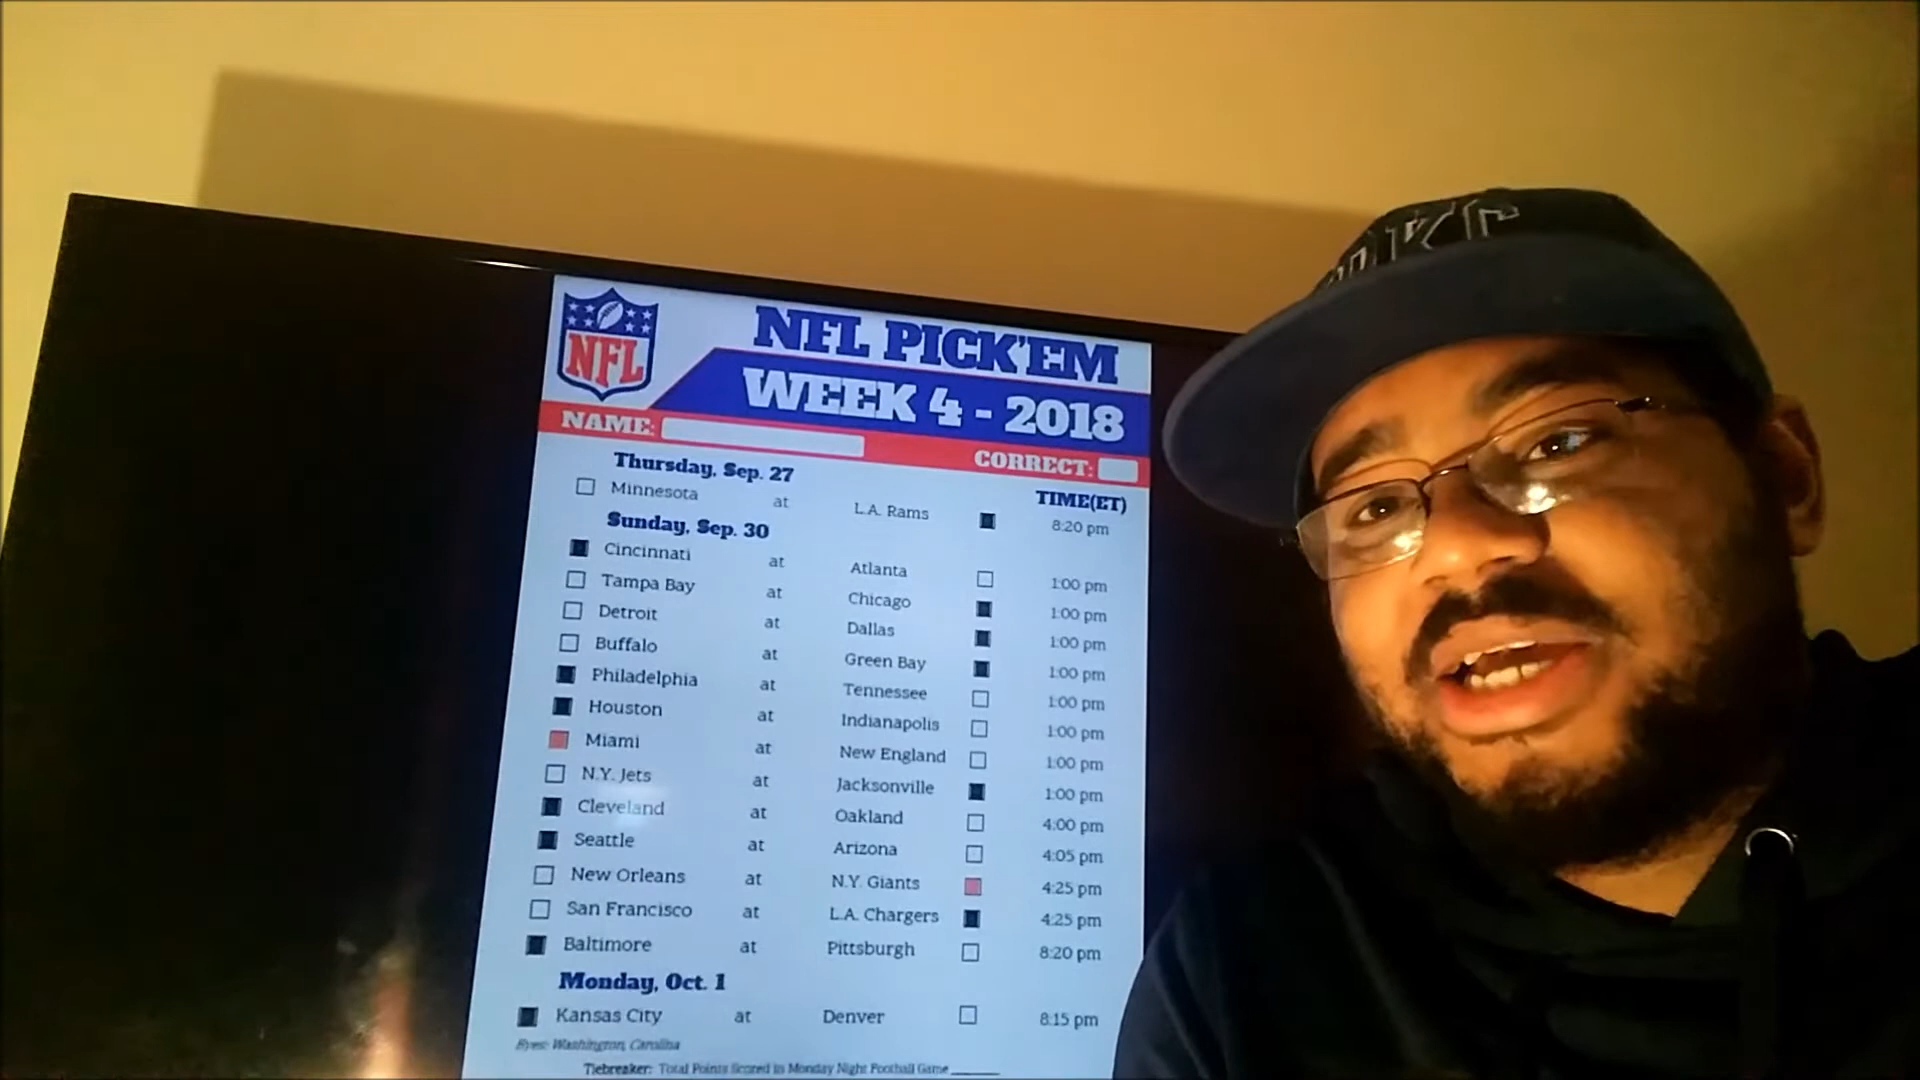 NFL
NFL PICK'EM
WEEK 4 - 2018
NAME:
CORRECT:
Thursday, Sep. 27
TIME(ET)
Minnesota at L.A. Rams 8:20 pm
Sunday, Sep. 30
Cincinnati at Atlanta 1:00 pm
Tampa Bay at Chicago 1:00 pm
Detroit at Dallas 1:00 pm
Buffalo at Green Bay 1:00 pm
Philadelphia at Tennessee 1:00 pm
Houston at Indianapolis 1:00 pm
Miami at New England 1:00 pm
N.Y. Jets at Jacksonville 1:00 pm
Cleveland at Oakland 4:00 pm
Seattle at Arizona 4:05 pm
New Orleans at N.Y. Giants 4:25 pm
San Francisco at L.A. Chargers 4:25 pm
Baltimore at Pittsburgh 8:20 pm
Monday, Oct. 1
Kansas City at Denver 8:15 pm
Byes: Washington, Carolina
Tiebreaker: Total Points Scored in Monday Night Football Game